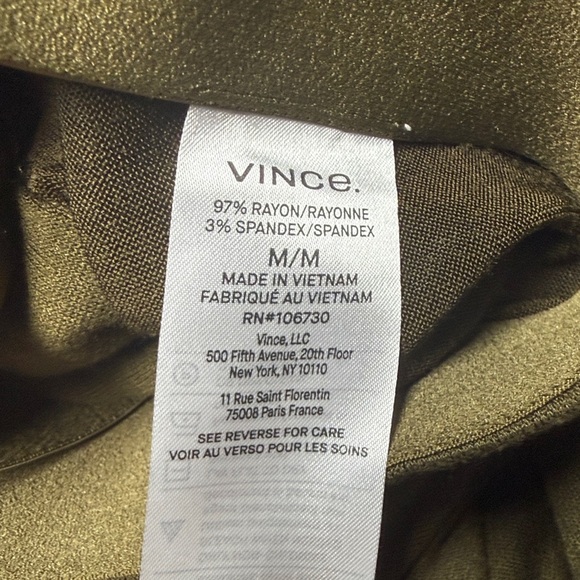 VINCE.
97% RAYON/RAYONNE
3% SPANDEX/SPANDEX
M/M
MADE IN VIETNAM
FABRIQUÉ AU VIETNAM
RN#106730
Vince, LLC
500 Fifth Avenue, 20th Floor
New York, NY 10110
11 Rue Saint Florentin
75008 Paris France
SEE REVERSE FOR CARE
VOIR AU VERSO POUR LES SOINS